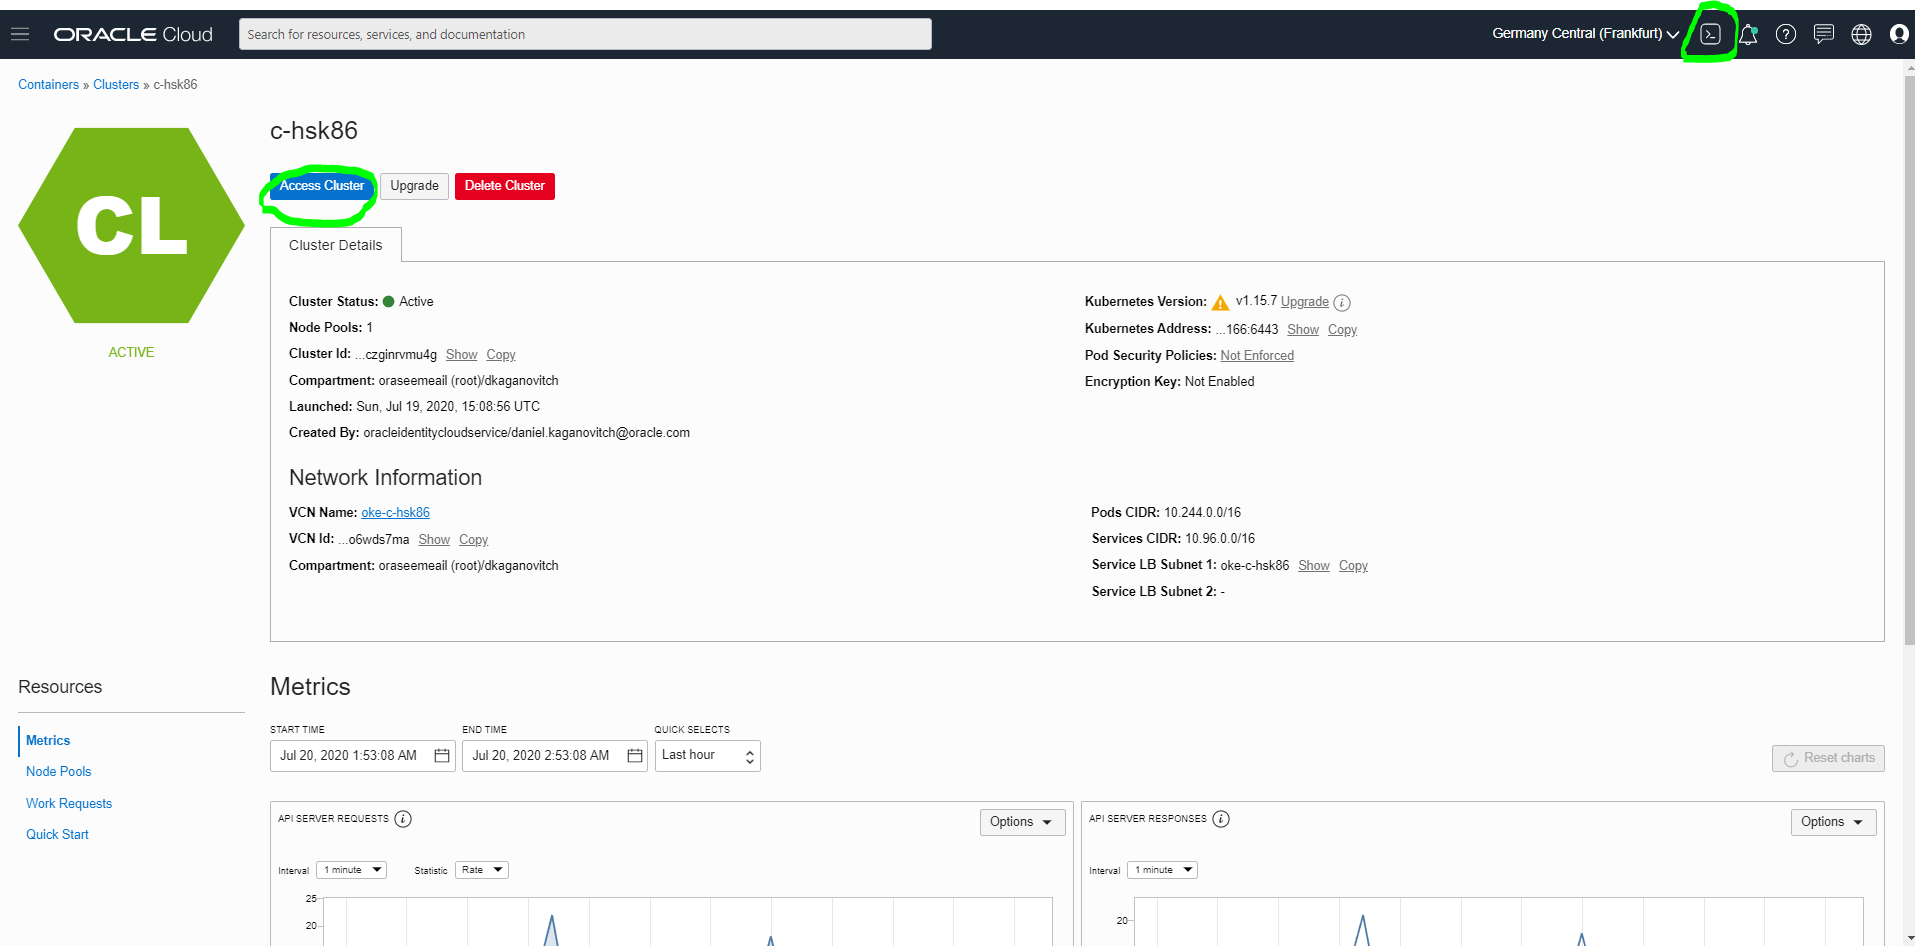 ORACLE Cloud
Search for resources, services, and documentation
Germany Central (Frankfurt)
Containers » Clusters » c-hsk86
CL
ACTIVE
c-hsk86
Access Cluster
Upgrade
Delete Cluster
Cluster Details
Cluster Status: Active
Node Pools: 1
Cluster Id: ...czginrvmu4g Show Copy
Compartment: oraseemeail (root)/dkaganovitch
Launched: Sun, Jul 19, 2020, 15:08:56 UTC
Created By: oracleidentitycloudservice/daniel.kaganovitch@oracle.com
Kubernetes Version: v1.15.7 Upgrade
Kubernetes Address: ...166:6443 Show Copy
Pod Security Policies: Not Enforced
Encryption Key: Not Enabled
Network Information
VCN Name: oke-c-hsk86
VCN Id: ...o6wds7ma Show Copy
Compartment: oraseemeail (root)/dkaganovitch
Pods CIDR: 10.244.0.0/16
Services CIDR: 10.96.0.0/16
Service LB Subnet 1: oke-c-hsk86 Show Copy
Service LB Subnet 2: -
Resources
Metrics
Node Pools
Work Requests
Quick Start
Metrics
START TIME
Jul 20, 2020 1:53:08 AM
END TIME
Jul 20, 2020 2:53:08 AM
QUICK SELECTS
Last hour
Reset charts
API SERVER REQUESTS
Options
Interval 1 minute
Statistic Rate
25
20
API SERVER RESPONSES
Options
Interval 1 minute
20